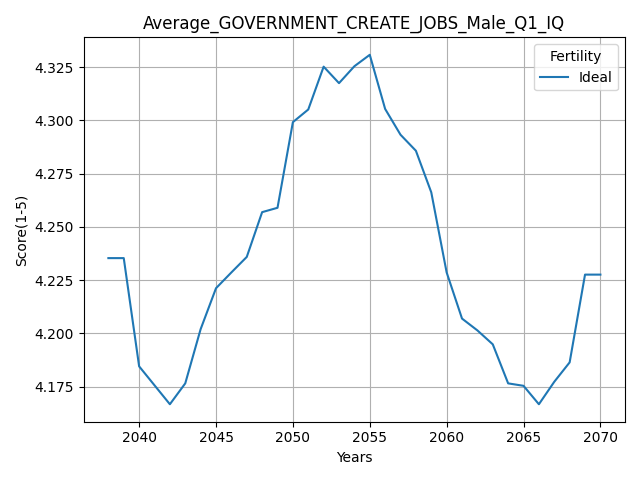 Average_GOVERNMENT_CREATE_JOBS_Male_Q1_IQ
Fertility
Ideal
Score(1-5)
4.325
4.300
4.275
4.250
4.225
4.200
4.175
2040 2045 2050 2055 2060 2065 2070
Years